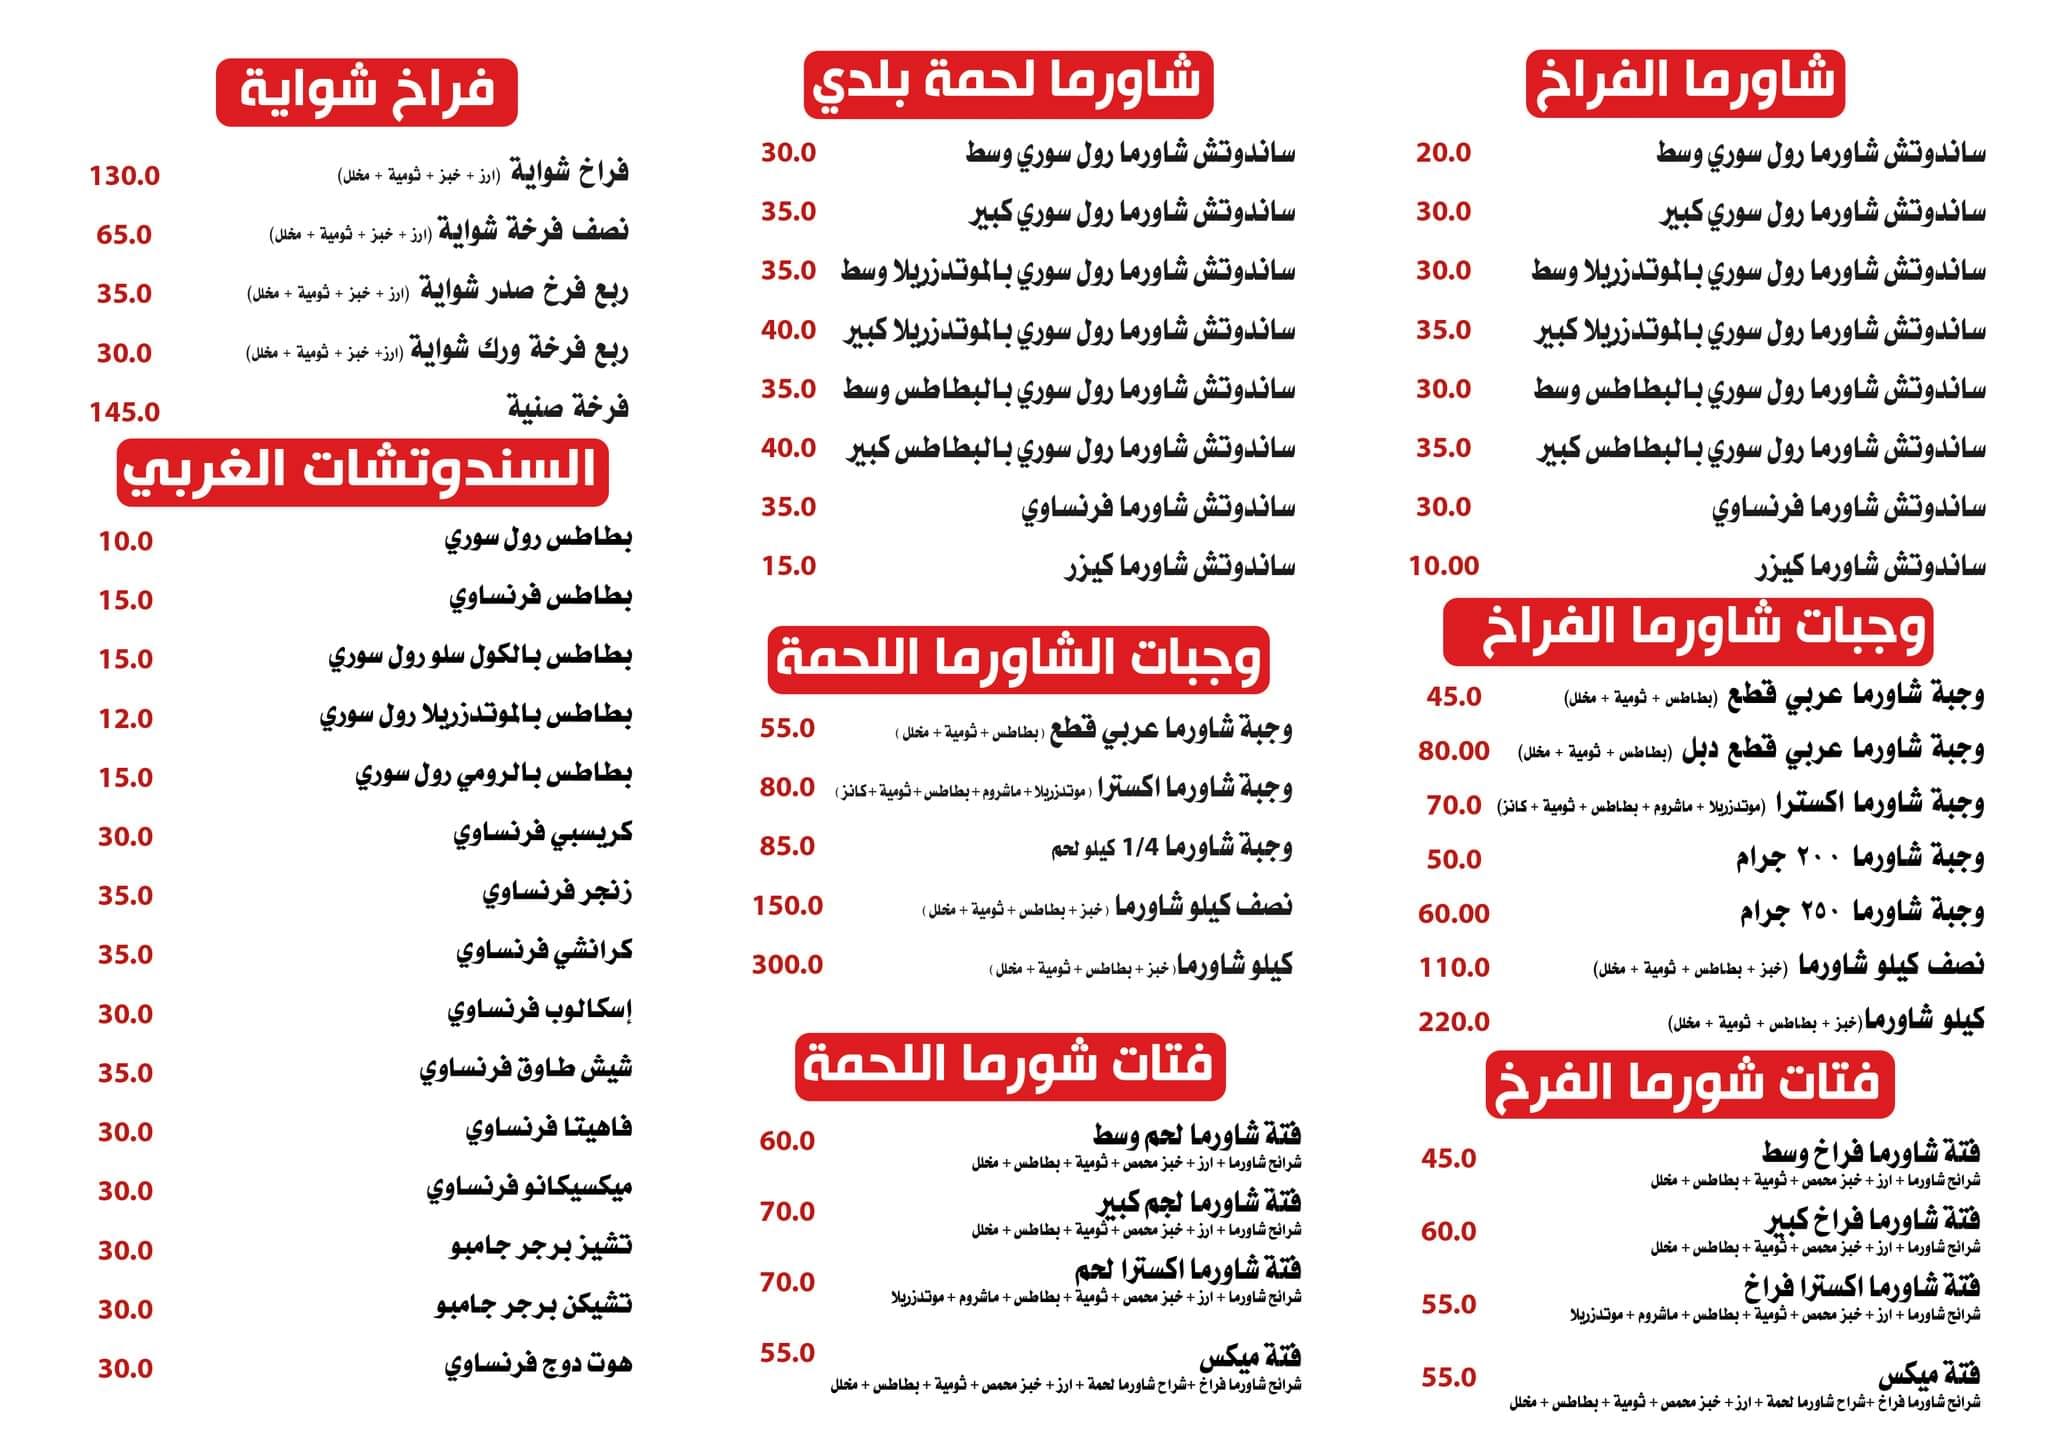 شاورما الفراخ
ساندوتش شاورما رول سوري وسط 20.0
ساندوتش شاورما رول سوري كبير 30.0
ساندوتش شاورما رول سوري بالموتدزريلا وسط 30.0
ساندوتش شاورما رول سوري بالموتدزريلا كبير 35.0
ساندوتش شاورما رول سوري بالبطاطس وسط 30.0
ساندوتش شاورما رول سوري بالبطاطس كبير 35.0
ساندوتش شاورما فرنساوي 30.0
ساندوتش شاورما كيزر 10.00
وجبات شاورما الفراخ
وجبة شاورما عربي قطع (بطاطس + ثومية + مخلل) 45.0
وجبة شاورما عربي قطع دبل (بطاطس + ثومية + مخلل) 80.00
وجبة شاورما اكسترا (موتدزريلا + ماشروم + بطاطس + ثومية + كانز) 70.0
وجبة شاورما ٢٠٠ جرام 50.0
وجبة شاورما ٢٥٠ جرام 60.00
نصف كيلو شاورما (خبز + بطاطس + ثومية + مخلل) 110.0
كيلو شاورما(خبز + بطاطس + ثومية + مخلل) 220.0
فتات شورما الفرخ
فتة شاورما فراخ وسط 45.0
شرائح شاورما + ارز + خبز محمص + ثومية + بطاطس + مخلل
فتة شاورما فراخ كبير 60.0
شرائح شاورما + ارز + خبز محمص + ثومية + بطاطس + مخلل
فتة شاورما اكسترا فراخ 55.0
شرائح شاورما + ارز + خبز محمص + ثومية + بطاطس + ماشروم + موتدزريلا
فتة ميكس 55.0
شرائح شاورما فراخ +شراح شاورما لحمة + ارز + خبز محمص + ثومية + بطاطس + مخلل
شاورما لحمة بلدي
ساندوتش شاورما رول سوري وسط 30.0
ساندوتش شاورما رول سوري كبير 35.0
ساندوتش شاورما رول سوري بالموتدزريلا وسط 35.0
ساندوتش شاورما رول سوري بالموتدزريلا كبير 40.0
ساندوتش شاورما رول سوري بالبطاطس وسط 35.0
ساندوتش شاورما رول سوري بالبطاطس كبير 40.0
ساندوتش شاورما فرنساوي 35.0
ساندوتش شاورما كيزر 15.0
وجبات الشاورما اللحمة
وجبة شاورما عربي قطع ( بطاطس + ثومية + مخلل ) 55.0
وجبة شاورما اكسترا ( موتدزريلا + ماشروم + بطاطس + ثومية + كانز ) 80.0
وجبة شاورما 1/4 كيلو لحم 85.0
نصف كيلو شاورما ( خبز + بطاطس + ثومية + مخلل ) 150.0
كيلو شاورما( خبز + بطاطس + ثومية + مخلل ) 300.0
فتات شورما اللحمة
فتة شاورما لحم وسط 60.0
شرائح شاورما + ارز + خبز محمص + ثومية + بطاطس + مخلل
فتة شاورما لجم كبير 70.0
شرائح شاورما + ارز + خبز محمص + ثومية + بطاطس + مخلل
فتة شاورما اكسترا لحم 70.0
شرائح شاورما + ارز + خبز محمص + ثومية + بطاطس + ماشروم + موتدزريلا
فتة ميكس 55.0
شرائح شاورما فراخ +شراح شاورما لحمة + ارز + خبز محمص + ثومية + بطاطس + مخلل
فراخ شواية
فراخ شواية (ارز + خبز + ثومية + مخلل) 130.0
نصف فرخة شواية (ارز + خبز + ثومية + مخلل) 65.0
ربع فرخ صدر شواية (ارز + خبز + ثومية + مخلل) 35.0
ربع فرخة ورك شواية (ارز+ خبز + ثومية + مخلل) 30.0
فرخة صنية 145.0
السندوتشات الغربي
بطاطس رول سوري 10.0
بطاطس فرنساوي 15.0
بطاطس بالكول سلو رول سوري 15.0
بطاطس بالموتدزريلا رول سوري 12.0
بطاطس بالرومي رول سوري 15.0
كريسبي فرنساوي 30.0
زنجر فرنساوي 35.0
كرانشي فرنساوي 35.0
إسكالوب فرنساوي 30.0
شيش طاوق فرنساوي 35.0
فاهيتا فرنساوي 30.0
ميكسيكانو فرنساوي 30.0
تشيز برجر جامبو 30.0
تشيكن برجر جامبو 30.0
هوت دوج فرنساوي 30.0